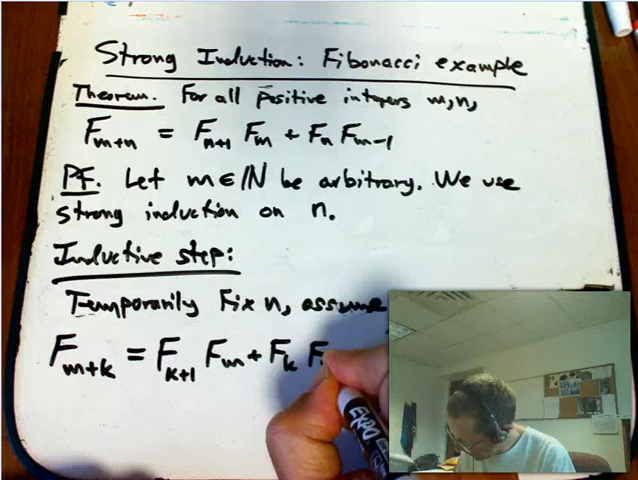 Strong Induction: Fibonacci example
Theorem. For all positive integers m,n,
F_{m+n} = F_{n+1} F_m + F_n F_{m-1}
Pf. Let m∈ℕ be arbitrary. We use
strong induction on n.
Inductive step:
Temporarily Fix n, assume
F_{m+k} = F_{k+1} F_m + F_k F
EXPO